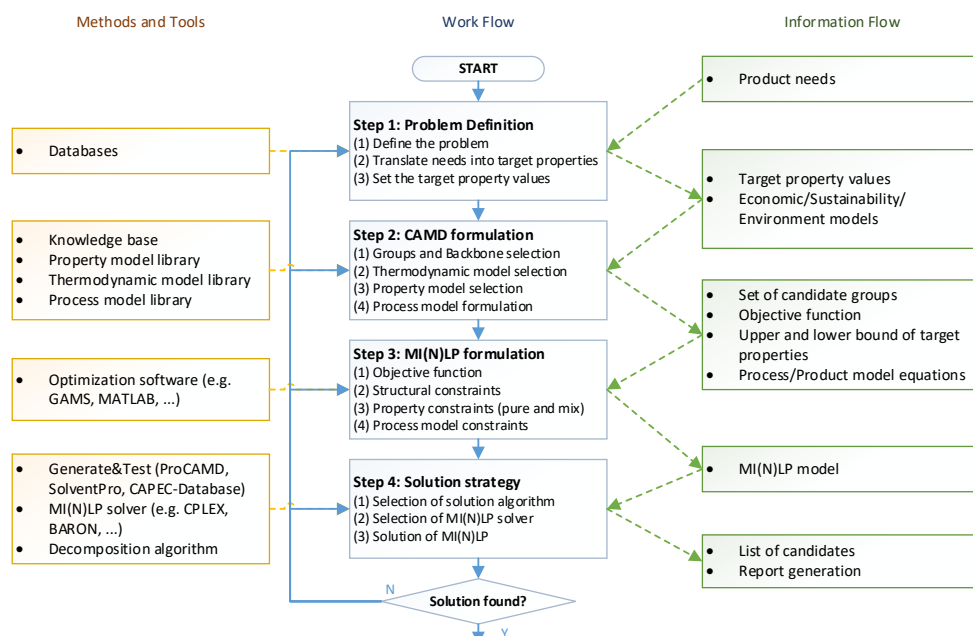 Methods and Tools
Work Flow
Information Flow
START
• Product needs
Step 1: Problem Definition
(1) Define the problem
(2) Translate needs into target properties
(3) Set the target property values
• Databases
• Target property values
• Economic/Sustainability/
Environment models
Step 2: CAMD formulation
(1) Groups and Backbone selection
(2) Thermodynamic model selection
(3) Property model selection
(4) Process model formulation
• Knowledge base
• Property model library
• Thermodynamic model library
• Process model library
• Set of candidate groups
• Objective function
• Upper and lower bound of target
properties
• Process/Product model equations
Step 3: MI(N)LP formulation
(1) Objective function
(2) Structural constraints
(3) Property constraints (pure and mix)
(4) Process model constraints
• Optimization software (e.g.
GAMS, MATLAB, ...)
• MI(N)LP model
Step 4: Solution strategy
(1) Selection of solution algorithm
(2) Selection of MI(N)LP solver
(3) Solution of MI(N)LP
• Generate&Test (ProCAMD,
SolventPro, CAPEC-Database)
• MI(N)LP solver (e.g. CPLEX,
BARON, ...)
• Decomposition algorithm
• List of candidates
• Report generation
N
Solution found?
Y